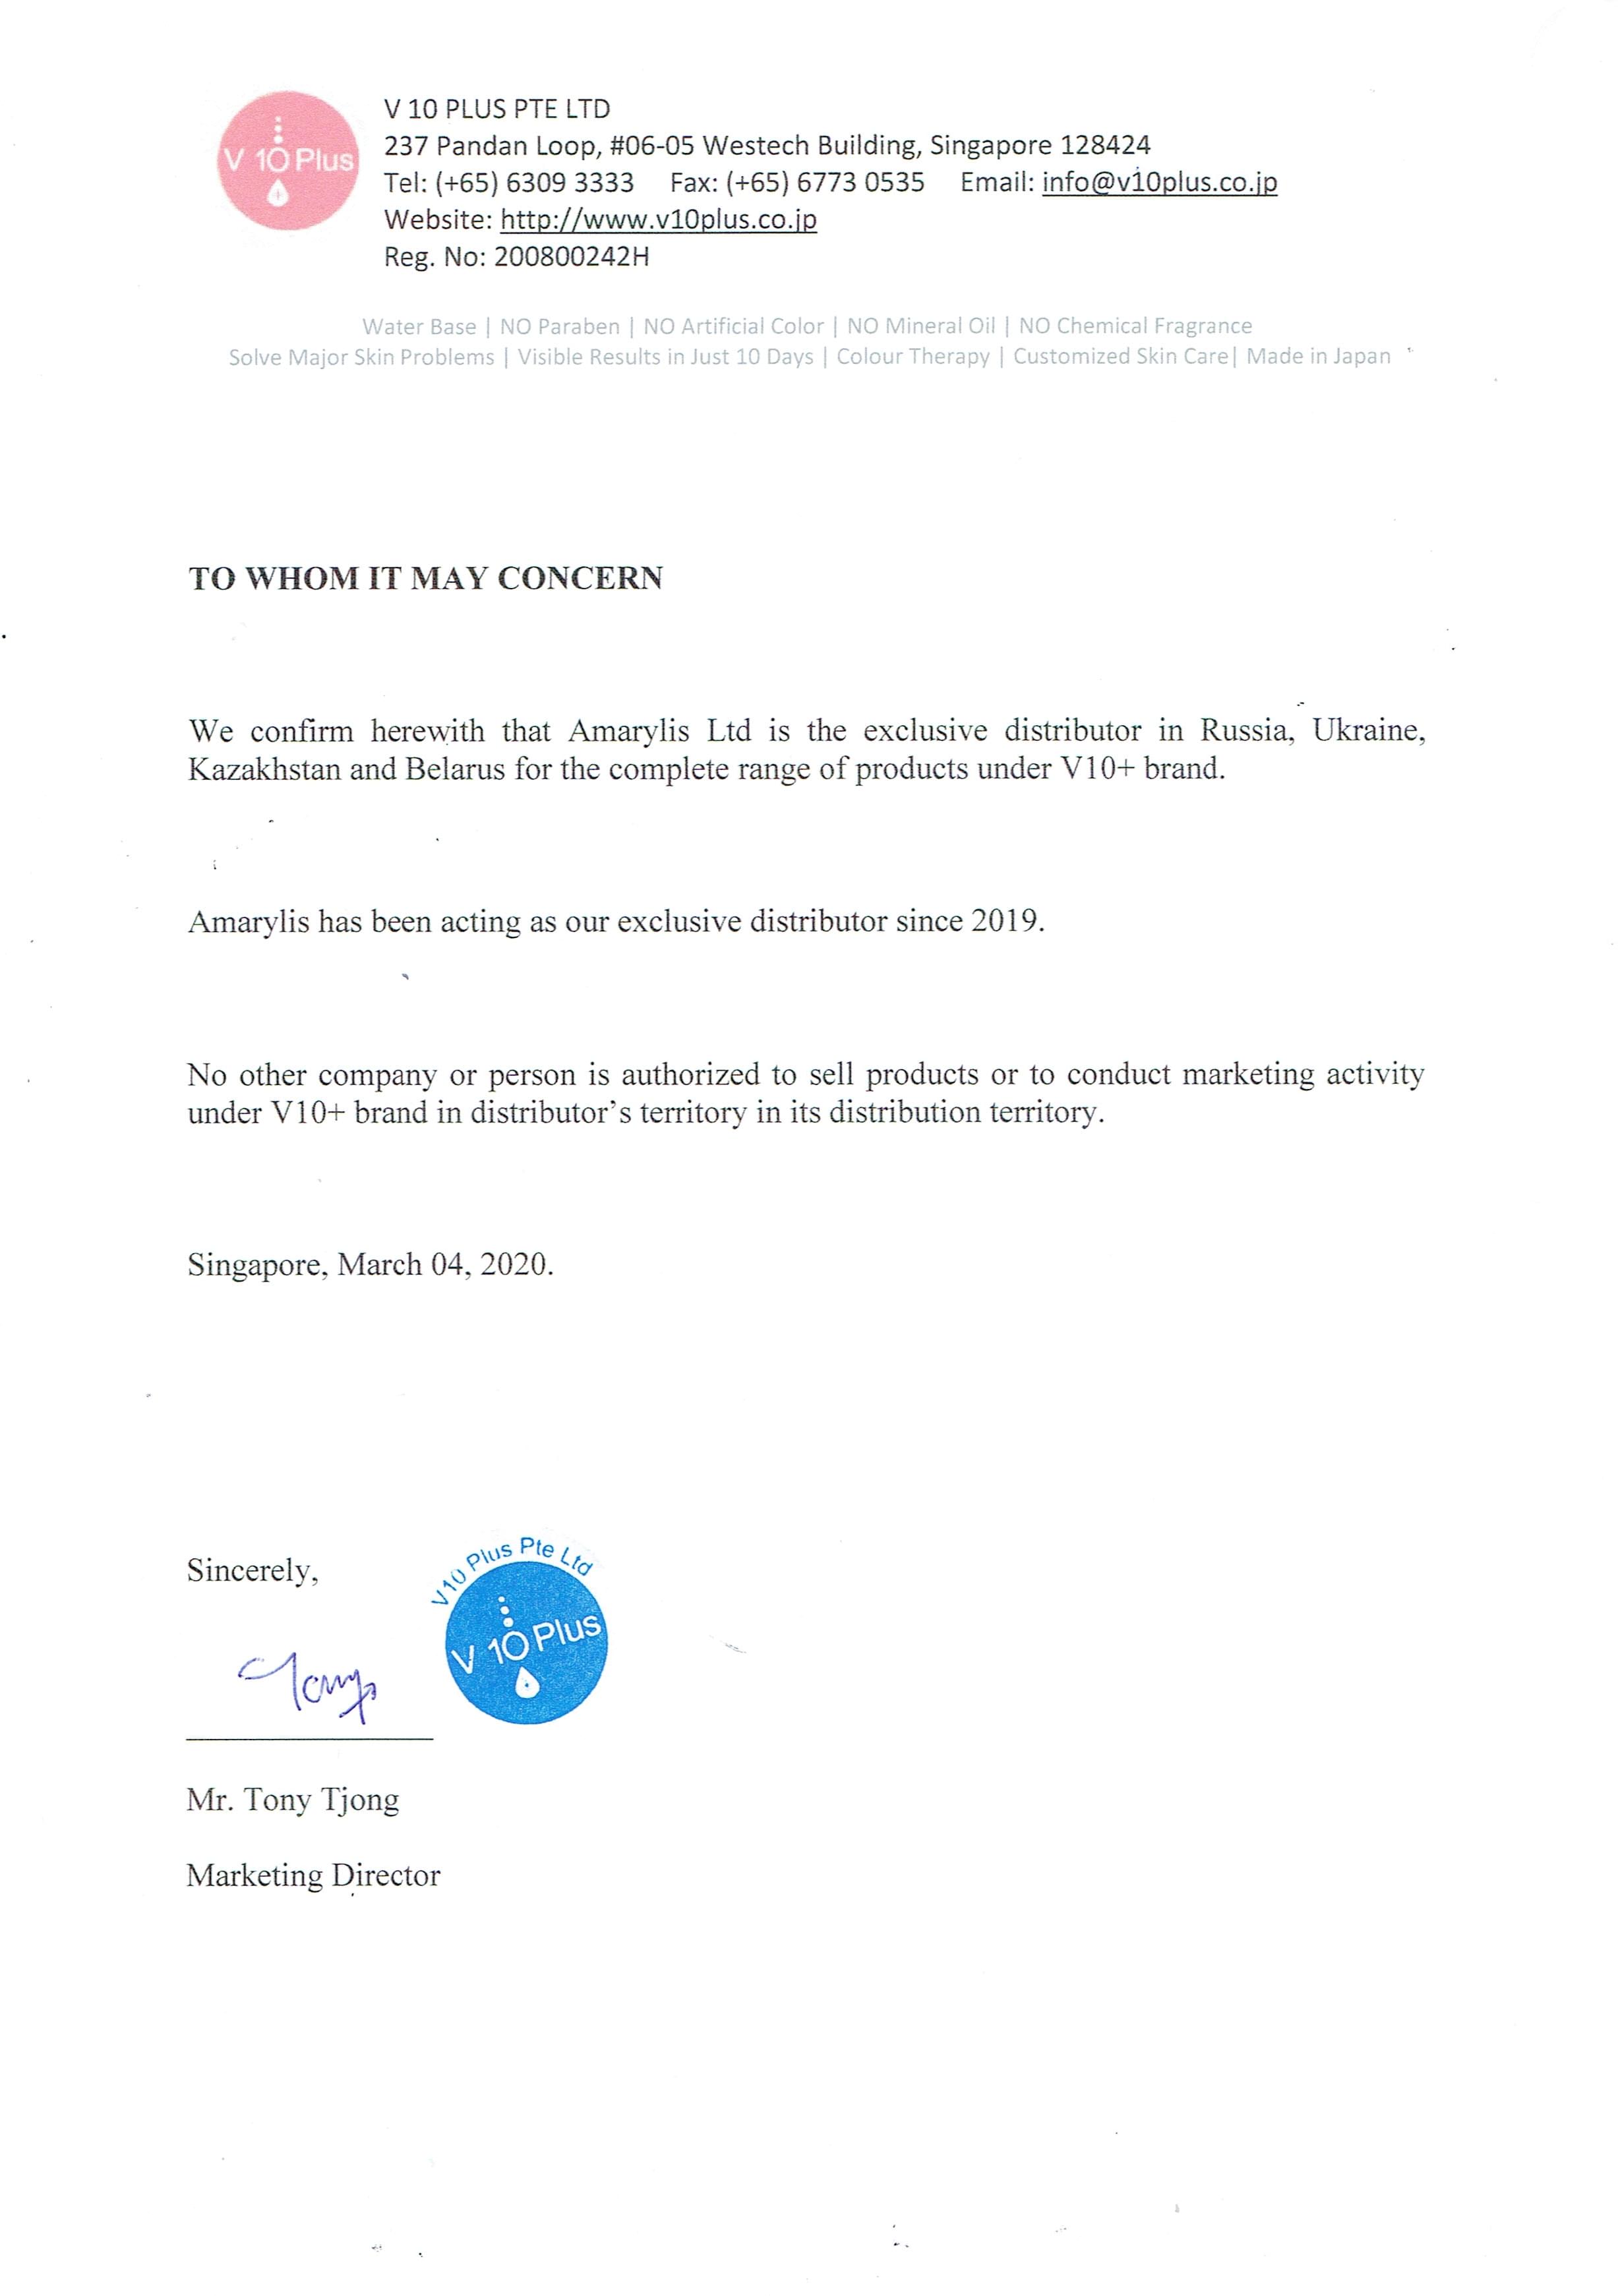 V 10 Plus
V 10 PLUS PTE LTD
237 Pandan Loop, #06-05 Westech Building, Singapore 128424
Tel: (+65) 6309 3333 Fax: (+65) 6773 0535 Email: info@v10plus.co.jp
Website: http://www.v10plus.co.jp
Reg. No: 200800242H
Water Base | NO Paraben | NO Artificial Color | NO Mineral Oil | NO Chemical Fragrance
Solve Major Skin Problems | Visible Results in Just 10 Days | Colour Therapy | Customized Skin Care| Made in Japan
TO WHOM IT MAY CONCERN
We confirm herewith that Amarylis Ltd is the exclusive distributor in Russia, Ukraine,
Kazakhstan and Belarus for the complete range of products under V10+ brand.
Amarylis has been acting as our exclusive distributor since 2019.
No other company or person is authorized to sell products or to conduct marketing activity
under V10+ brand in distributor's territory in its distribution territory.
Singapore, March 04, 2020.
Sincerely,
V10 Plus Pte Ltd
V 10 Plus
Tony
Mr. Tony Tjong
Marketing Director